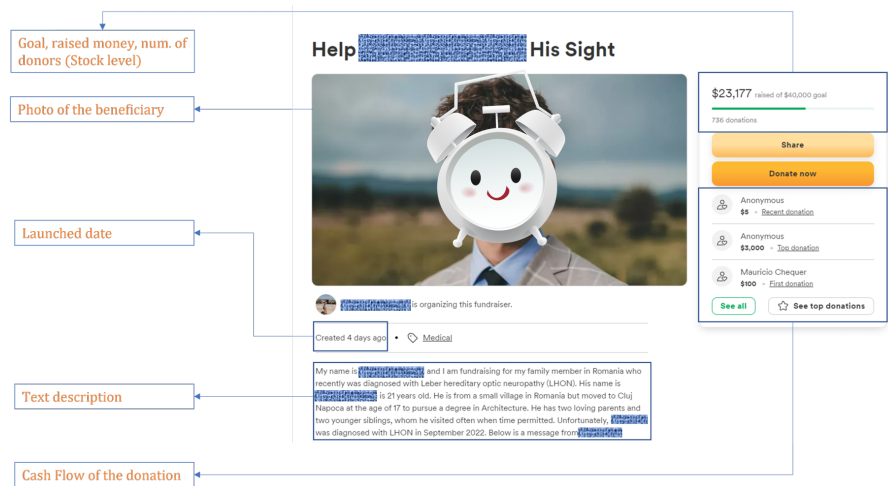 Goal, raised money, num. of
donors (Stock level)
Photo of the beneficiary
Launched date
Text description
Cash Flow of the donation
Help His Sight
is organizing this fundraiser.
Created 4 days ago • Medical
My name is and I am fundraising for my family member in Romania who
recently was diagnosed with Leber hereditary optic neuropathy (LHON). His name is
is 21 years old. He is from a small village in Romania but moved to Cluj
Napoca at the age of 17 to pursue a degree in Architecture. He has two loving parents and
two younger siblings, whom he visited often when time permitted. Unfortunately,
was diagnosed with LHON in September 2022. Below is a message from
$23,177 raised of $40,000 goal
736 donations
Share
Donate now
Anonymous
$5 • Recent donation
Anonymous
$3,000 • Top donation
Mauricio Chequer
$100 • First donation
See all
See top donations